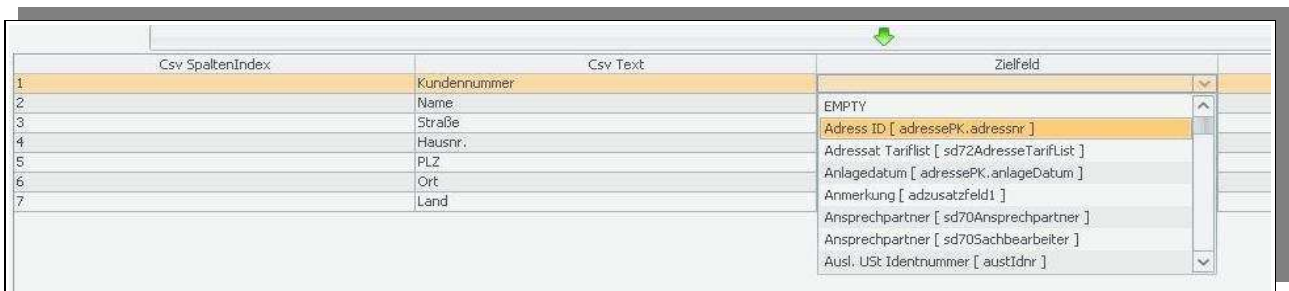 Csv SpaltenIndex Csv Text Zielfeld
1 Kundennummer
2 Name
3 Straße
4 Hausnr.
5 PLZ
6 Ort
7 Land
EMPTY
Adress ID [ adressePK.adressnr ]
Adressat Tariflist [ sd72AdresseTarifList ]
Anlagedatum [ adressePK.anlageDatum ]
Anmerkung [ adzusatzfeld1 ]
Ansprechpartner [ sd70Ansprechpartner ]
Ansprechpartner [ sd70Sachbearbeiter ]
Ausl. USt Identnummer [ austIdnr ]